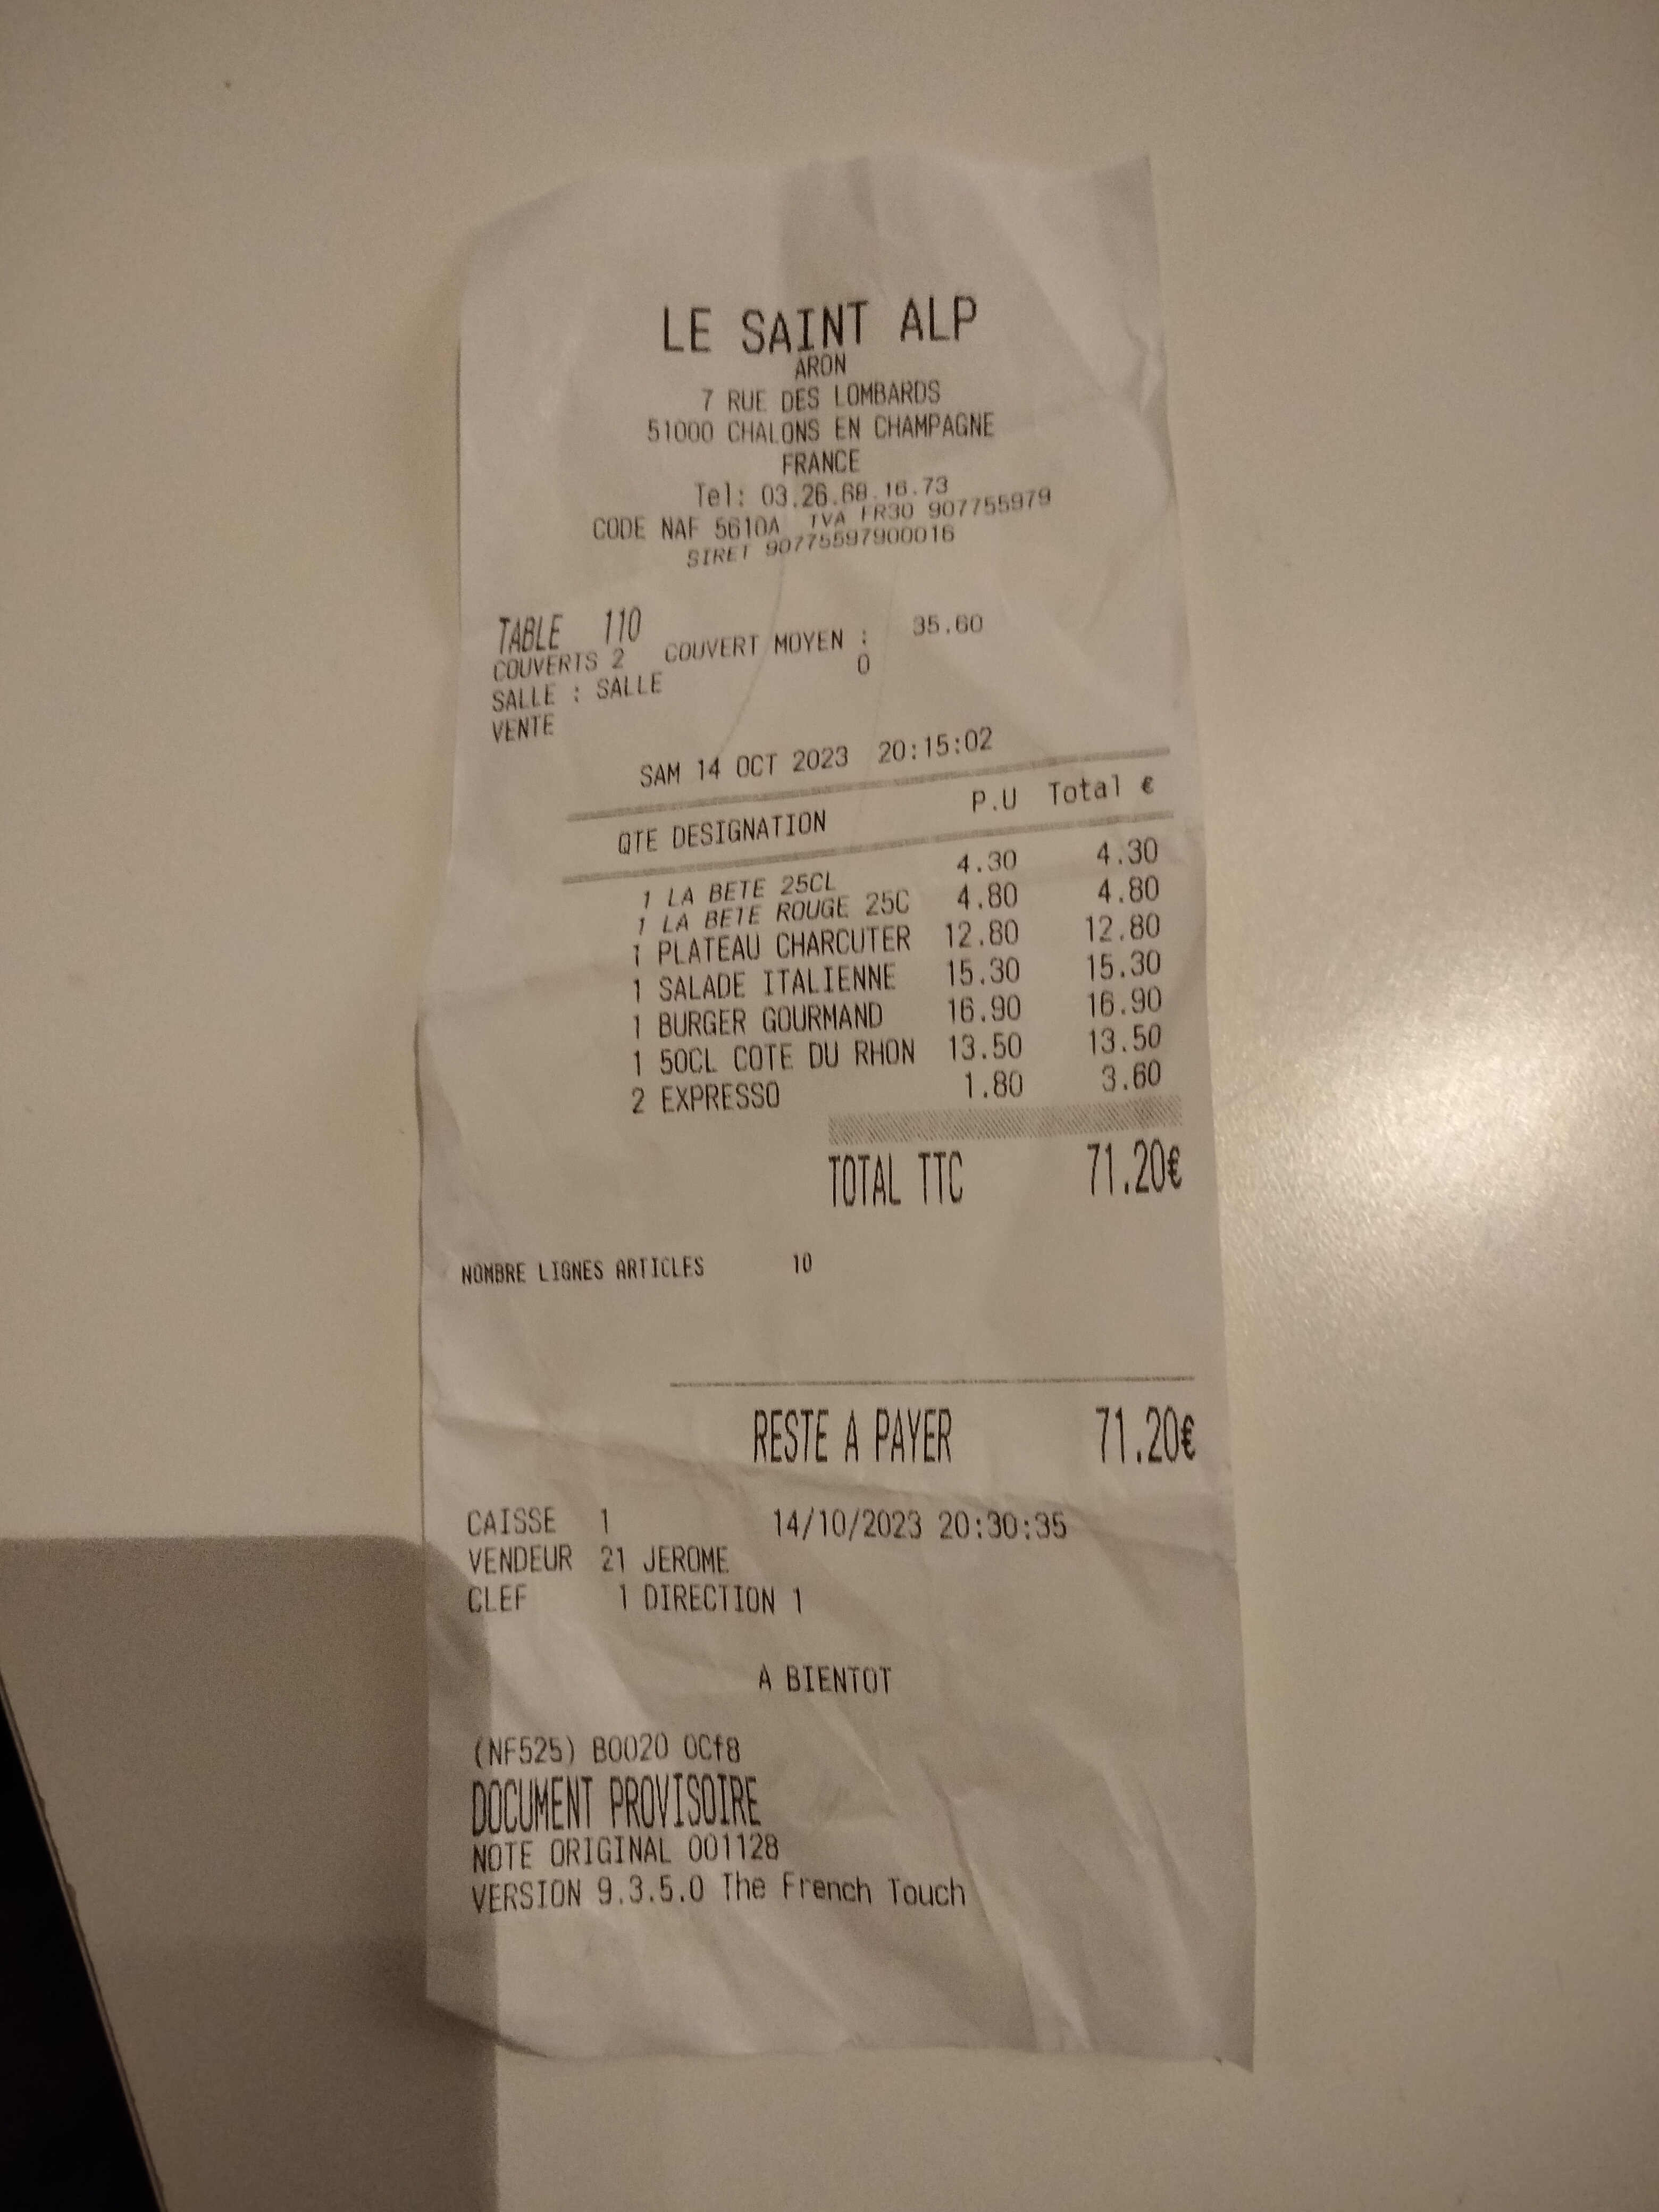 LE SAINT ALP
ARON
7 RUE DES LOMBARDS
51000 CHALONS EN CHAMPAGNE
FRANCE
Tel: 03.26.68.16.73
CODE NAF 5610A TVA FR30 907755979
SIRET 90775597900016
TABLE 110
COUVERTS 2 COUVERT MOYEN : 35.60
SALLE : SALLE 0
VENTE
SAM 14 OCT 2023 20:15:02
QTE DESIGNATION P.U Total €
1 LA BETE 25CL 4.30 4.30
1 LA BETE ROUGE 25C 4.80 4.80
1 PLATEAU CHARCUTER 12.80 12.80
1 SALADE ITALIENNE 15.30 15.30
1 BURGER GOURMAND 16.90 16.90
1 50CL COTE DU RHON 13.50 13.50
2 EXPRESSO 1.80 3.60
TOTAL TTC 71.20€
NOMBRE LIGNES ARTICLES 10
RESTE A PAYER 71.20€
CAISSE 1 14/10/2023 20:30:35
VENDEUR 21 JEROME
CLEF 1 DIRECTION 1
A BIENTOT
(NF525) B0020 0Cf8
DOCUMENT PROVISOIRE
NOTE ORIGINAL 001128
VERSION 9.3.5.0 The French Touch